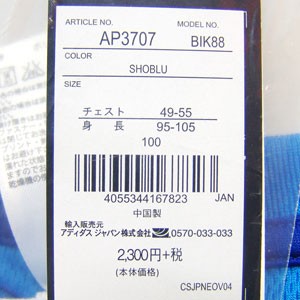 ARTICLE NO.
MODEL NO.
AP3707
BIK88
COLOR
SHOBLU
SIZE
チェスト 49-55
身 長 95-105
100
4055344167823 JAN
中国製
輸入販売元
アディダス ジャパン株式会社 0570-033-033
2,300円+税
(本体価格)
CSJPNEOV04